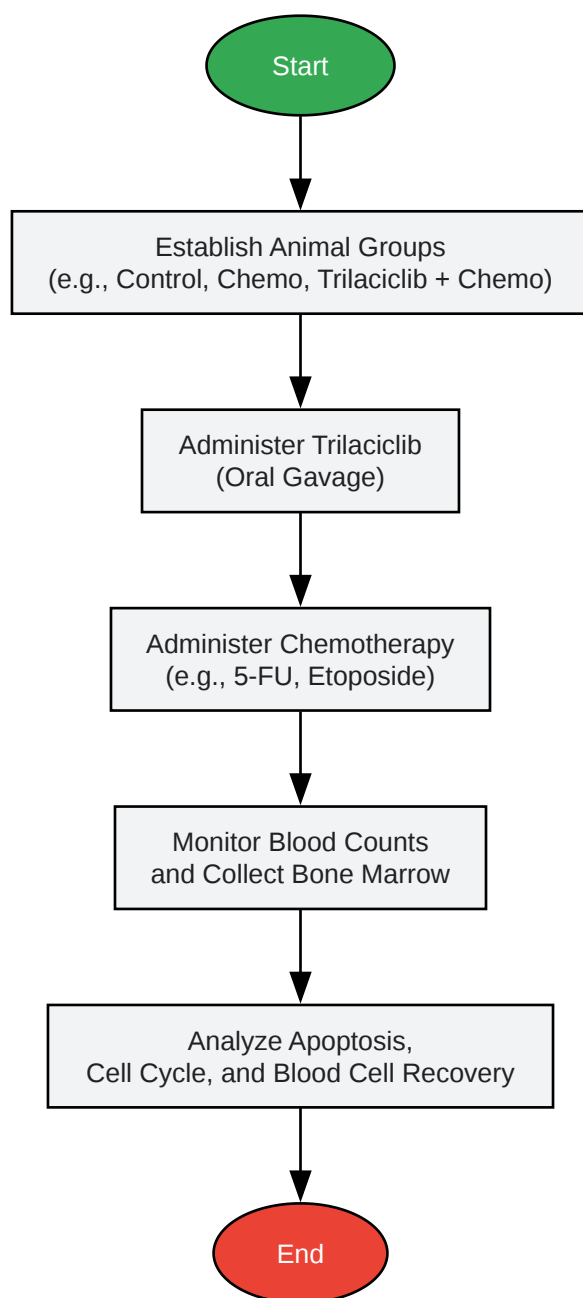 Start
Establish Animal Groups
(e.g., Control, Chemo, Trilaciclib + Chemo)
Administer Trilaciclib
(Oral Gavage)
Administer Chemotherapy
(e.g., 5-FU, Etoposide)
Monitor Blood Counts
and Collect Bone Marrow
Analyze Apoptosis,
Cell Cycle, and Blood Cell Recovery
End